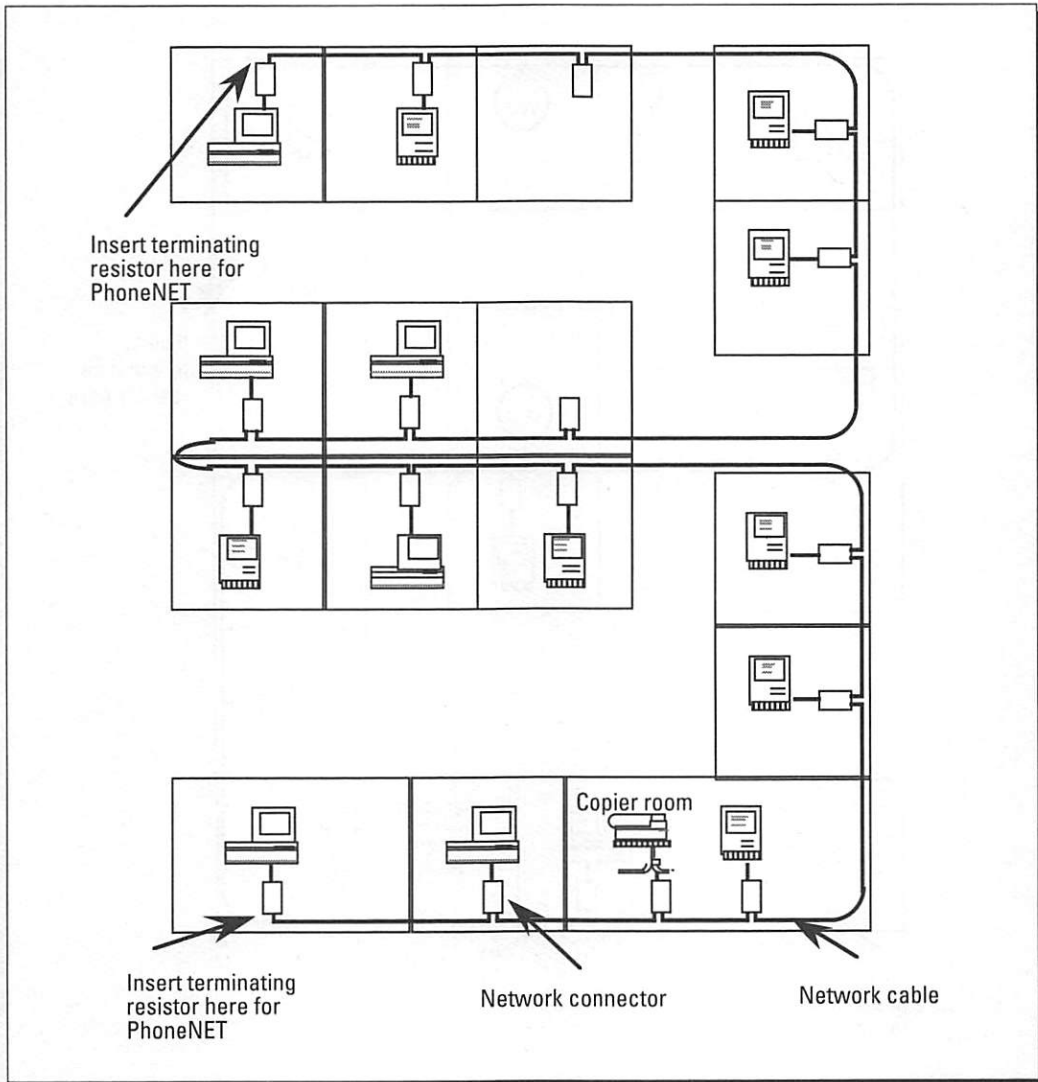 Insert terminating
resistor here for
PhoneNET
Copier room
Insert terminating
resistor here for
PhoneNET
Network connector
Network cable